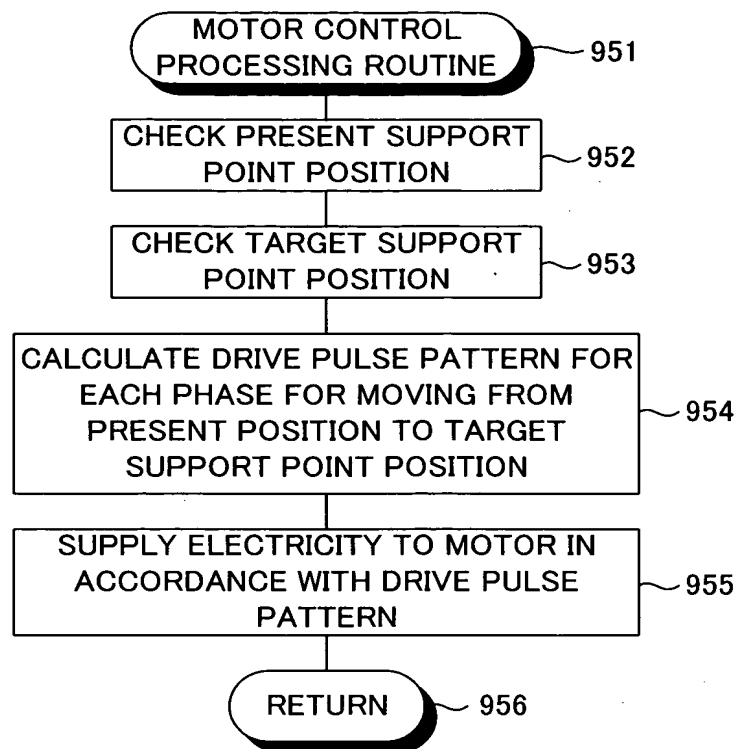 MOTOR CONTROL
PROCESSING ROUTINE
951
CHECK PRESENT SUPPORT
POINT POSITION
952
CHECK TARGET SUPPORT
POINT POSITION
953
CALCULATE DRIVE PULSE PATTERN FOR
EACH PHASE FOR MOVING FROM
PRESENT POSITION TO TARGET
SUPPORT POINT POSITION
954
SUPPLY ELECTRICITY TO MOTOR IN
ACCORDANCE WITH DRIVE PULSE
PATTERN
955
RETURN
956